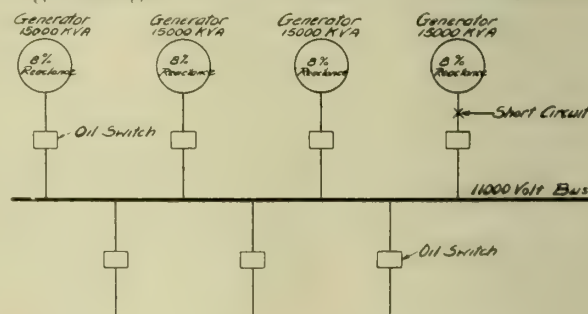 Generator Generator Generator Generator
15000 KVA 15000 KVA 15000 KVA 15000 KVA
8% 8% 8% 8%
Reactance Reactance Reactance Reactance
Short Circuit
Oil Switch
11000 Volt Bus
Oil Switch